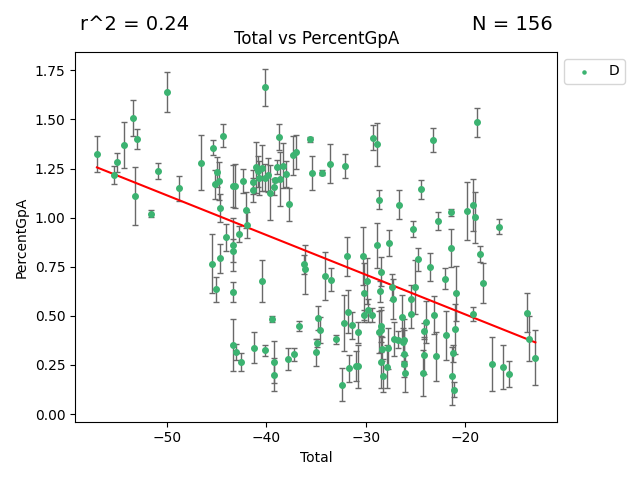 r^2 = 0.24
N = 156
Total vs PercentGpA
D
PercentGpA
1.75
1.50
1.25
1.00
0.75
0.50
0.25
0.00
−50
−40
−30
−20
Total